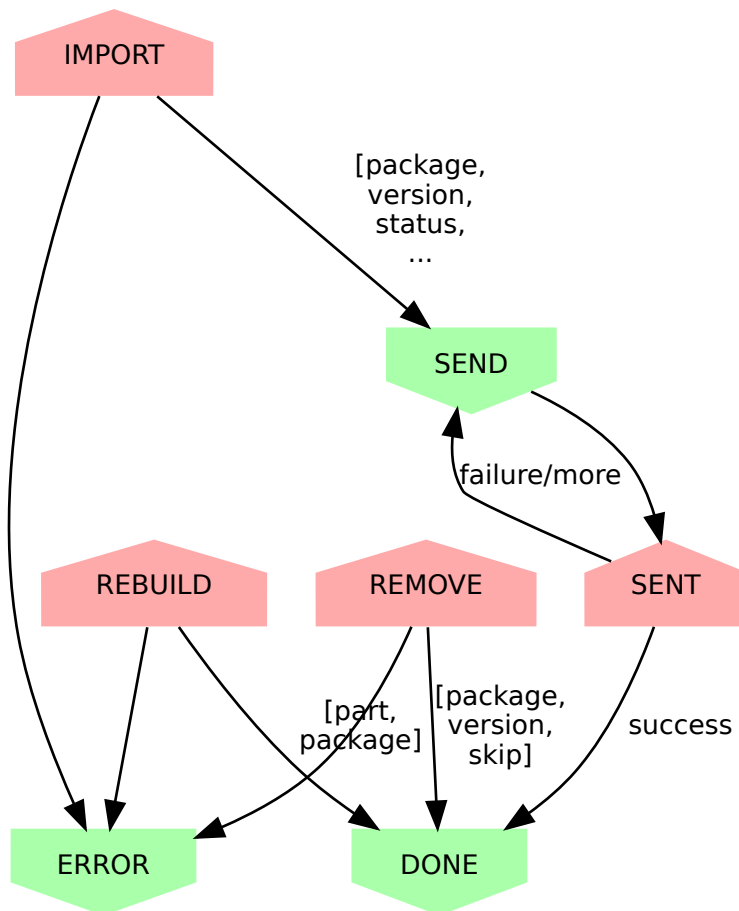 IMPORT
[package,
version,
status,
...
SEND
failure/more
REBUILD
REMOVE
SENT
[part,
package]
[package,
version,
skip]
success
ERROR
DONE